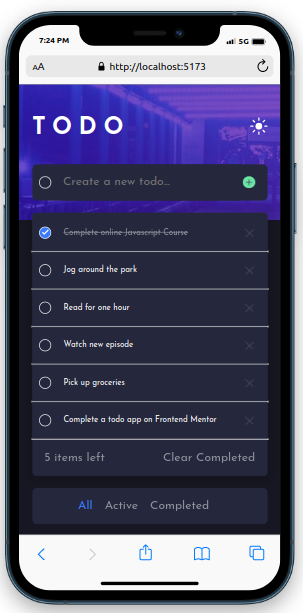 7:24 PM 5G
AA http://localhost:5173
TODO
Create a new todo...
Complete online Javascript Course
Jog around the park
Read for one hour
Watch new episode
Pick up groceries
Complete a todo app on Frontend Mentor
5 items left Clear Completed
All Active Completed